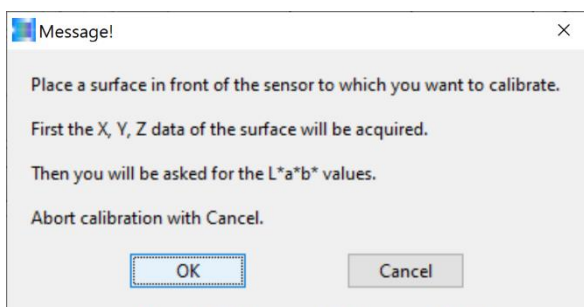 Message!
Place a surface in front of the sensor to which you want to calibrate.
First the X, Y, Z data of the surface will be acquired.
Then you will be asked for the L*a*b* values.
Abort calibration with Cancel.
OK
Cancel